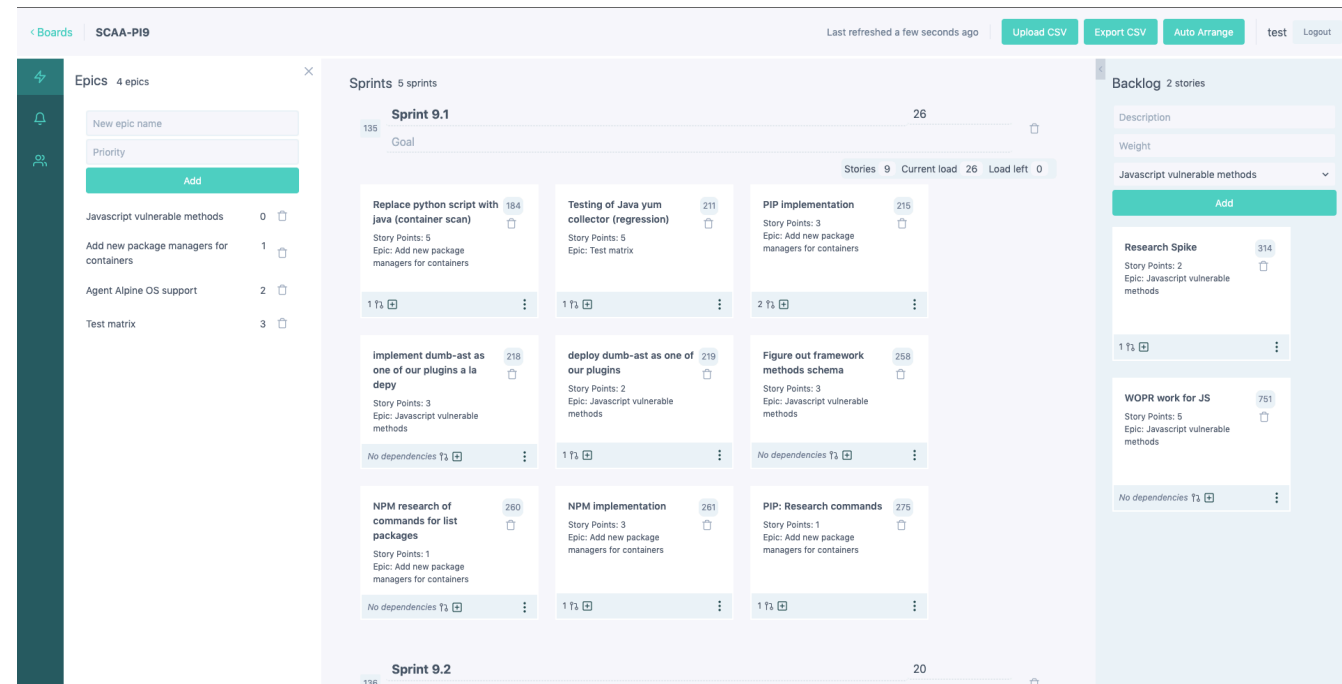 < Boards
SCAA-PI9
Last refreshed a few seconds ago
Upload CSV
Export CSV
Auto Arrange
test
Logout
Epics 4 epics
New epic name
Priority
Add
Javascript vulnerable methods 0
Add new package managers for 1
containers
Agent Alpine OS support 2
Test matrix 3
Sprints 5 sprints
135
Sprint 9.1
26
Goal
Stories 9 Current load 26 Load left 0
Replace python script with 184
java (container scan)
Story Points: 5
Epic: Add new package
managers for containers
1
Testing of Java yum 211
collector (regression)
Story Points: 5
Epic: Test matrix
1
PIP implementation 215
Story Points: 3
Epic: Add new package
managers for containers
2
implement dumb-ast as 218
one of our plugins a la
depy
Story Points: 3
Epic: Javascript vulnerable
methods
No dependencies
deploy dumb-ast as one of 219
our plugins
Story Points: 2
Epic: Javascript vulnerable
methods
1
Figure out framework 258
methods schema
Story Points: 3
Epic: Javascript vulnerable
methods
No dependencies
NPM research of 260
commands for list
packages
Story Points: 1
Epic: Add new package
managers for containers
No dependencies
NPM implementation 261
Story Points: 3
Epic: Add new package
managers for containers
1
PIP: Research commands 275
Story Points: 1
Epic: Add new package
managers for containers
1
136
Sprint 9.2
20
Backlog 2 stories
Description
Weight
Javascript vulnerable methods
Add
Research Spike 314
Story Points: 2
Epic: Javascript vulnerable
methods
1
WOPR work for JS 751
Story Points: 5
Epic: Javascript vulnerable
methods
No dependencies